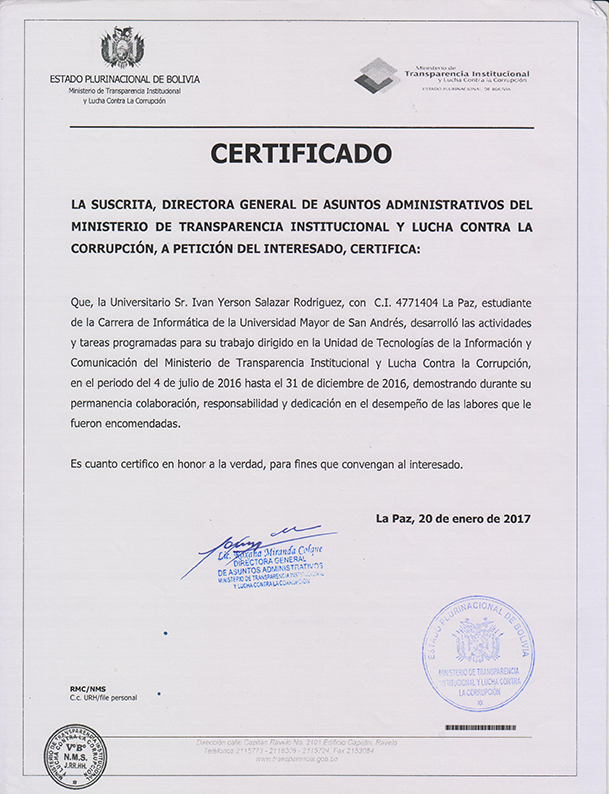 ESTADO PLURINACIONAL DE BOLIVIA
Ministerio de Transparencia Institucional
y Lucha Contra La Corrupción
Ministerio de
Transparencia Institucional
y Lucha Contra la Corrupción
ESTADO PLURINACIONAL DE BOLIVIA
CERTIFICADO
LA SUSCRITA, DIRECTORA GENERAL DE ASUNTOS ADMINISTRATIVOS DEL
MINISTERIO DE TRANSPARENCIA INSTITUCIONAL Y LUCHA CONTRA LA
CORRUPCIÓN, A PETICIÓN DEL INTERESADO, CERTIFICA:
Que, la Universitario Sr. Ivan Yerson Salazar Rodriguez, con C.I. 4771404 La Paz, estudiante
de la Carrera de Informática de la Universidad Mayor de San Andrés, desarrolló las actividades
y tareas programadas para su trabajo dirigido en la Unidad de Tecnologías de la Información y
Comunicación del Ministerio de Transparencia Institucional y Lucha Contra la Corrupción,
en el periodo del 4 de julio de 2016 hasta el 31 de diciembre de 2016, demostrando durante su
permanencia colaboración, responsabilidad y dedicación en el desempeño de las labores que le
fueron encomendadas.
Es cuanto certifico en honor a la verdad, para fines que convengan al interesado.
La Paz, 20 de enero de 2017
Lic. Roxana Miranda Colque
DIRECTORA GENERAL
DE ASUNTOS ADMINISTRATIVOS
MINISTERIO DE TRANSPARENCIA INSTITUCIONAL
Y LUCHA CONTRA LA CORRUPCIÓN
ESTADO PLURINACIONAL DE BOLIVIA
MINISTERIO DE TRANSPARENCIA
INSTITUCIONAL Y LUCHA CONTRA
LA CORRUPCIÓN
RMC/NMS
C.c. URH/file personal
MINISTERIO DE TRANSPARENCIA INSTITUCIONAL
Y LUCHA CONTRA LA CORRUPCIÓN
VºBº
N.M.S.
J.RR.HH.
Dirección calle Capitán Ravelo No. 2101 Edificio Capitán Ravelo
Teléfonos 2115773 - 2118308 - 2115724, Fax 2153084
www.transparencia.gob.bo